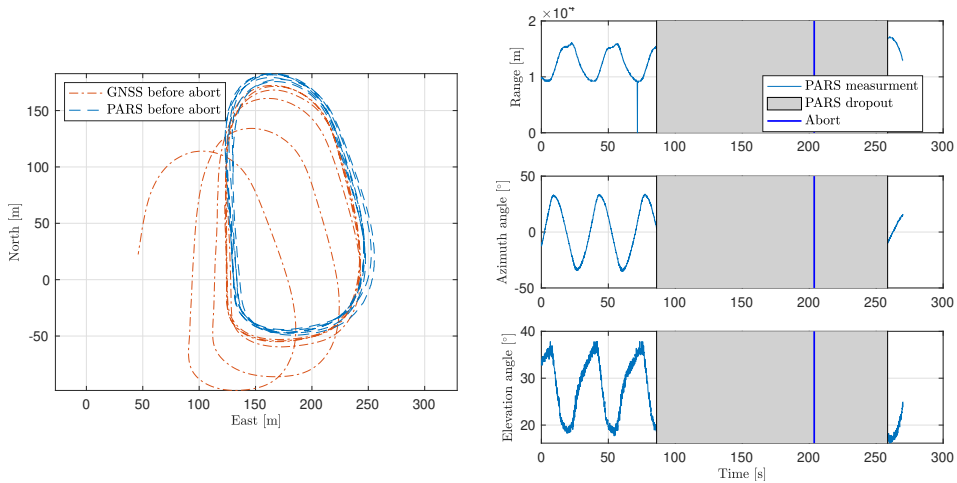 GNSS before abort
PARS before abort
150
100
50
0
-50
North [m]
0 50 100 150 200 250 300
East [m]
2 ×10⁻⁴
1
0
Range [m]
PARS measurment
PARS dropout
Abort
0 50 100 150 200 250 300
50
0
-50
Azimuth angle [°]
0 50 100 150 200 250 300
40
30
20
Elevation angle [°]
0 50 100 150 200 250 300
Time [s]